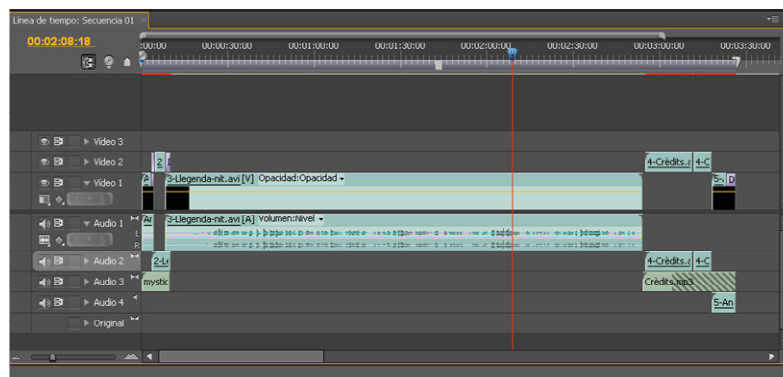 Línea de tiempo: Secuencia 01
00:02:08:18
:00:00 00:00:30:00 00:01:00:00 00:01:30:00 00:02:00:00 00:02:30:00 00:03:00:00 00:03:30:00
Vídeo 3
Vídeo 2 2 4-Crèdits. 4-C
Vídeo 1 A 3-Llegenda-nit.avi [V] Opacidad:Opacidad 5- D
Audio 1 Ar 3-Llegenda-nit.avi [A] Volumen:Nivel
L
R
Audio 2 2-L 4-Crèdits. 4-C
Audio 3 mystic Crèdits.mp3
Audio 4 5-An
Original